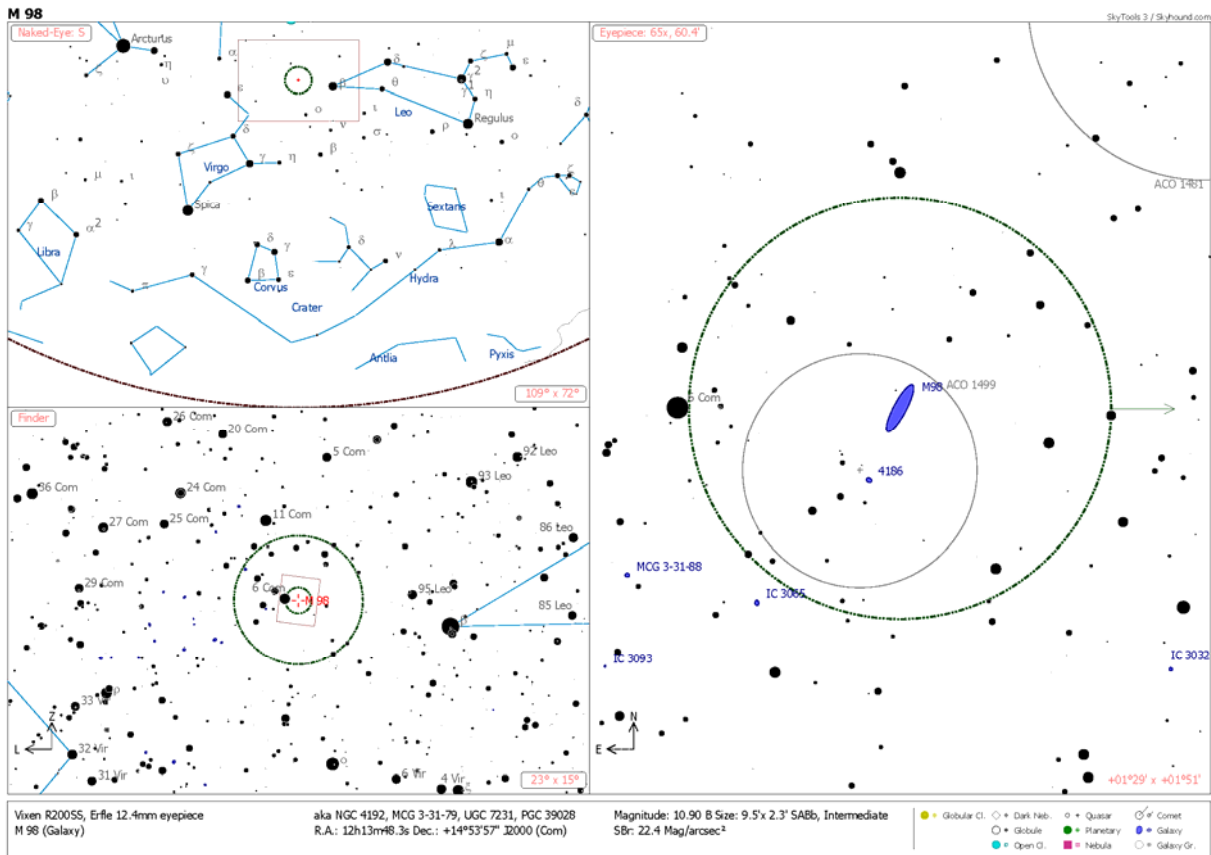 M 98
SkyTools 3 / Skyhound.com
Naked-Eye: S
Arcturus
η
ζ
υ
α
ε
β
δ
θ
ζ
μ
ε
2
γ
1
η
Leo
Regulus
δ
ο
ν
ι
σ
β
ρ
ο
δ
ζ
Virgo
γ
η
μ
ι
Spica
β
γ
α2
Libra
Sextans
ι
θ
ζ
ε
δ
γ
β
ε
Corvus
δ
ν
λ
α
Hydra
γ
π
Crater
Antlia
Pyxis
109° x 72°
Finder
26 Com
20 Com
5 Com
92 Leo
93 Leo
36 Com
24 Com
27 Com
25 Com
11 Com
86 Leo
29 Com
6 Com
M 98
95 Leo
85 Leo
β
ρ
33 Vir
Z
L
32 Vir
31 Vir
ο
6 Vir
4 Vir
ξ
23° x 15°
Eyepiece: 65x, 60.4'
ACO 1481
6 Com
M98
ACO 1499
4186
MCG 3-31-88
IC 3065
IC 3093
IC 3032
N
E
+01°29' x +01°51'
Vixen R200SS, Erfle 12.4mm eyepiece
M 98 (Galaxy)
aka NGC 4192, MCG 3-31-79, UGC 7231, PGC 39028
R.A.: 12h13m48.3s Dec.: +14°53'57" J2000 (Com)
Magnitude: 10.90 B Size: 9.5'x 2.3' SABb, Intermediate
SBr: 22.4 Mag/arcsec²
Globular Cl.
Dark Neb.
Quasar
Comet
Globule
Planetary
Galaxy
Open Cl.
Nebula
Galaxy Gr.